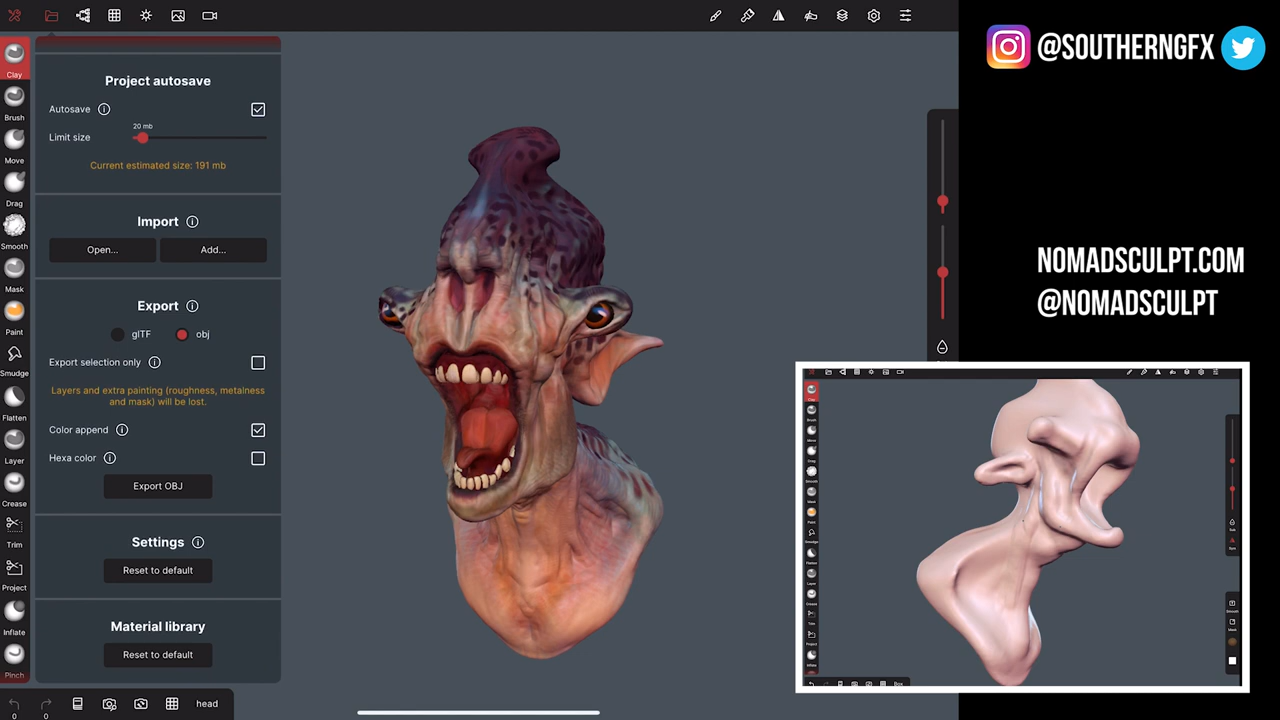 @SOUTHERNGFX
NOMADSCULPT.COM
@NOMADSCULPT
Project autosave
Autosave
20 mb
Limit size
Current estimated size: 191 mb
Import
Open...
Add...
Export
glTF
obj
Export selection only
Layers and extra painting (roughness, metalness
and mask) will be lost.
Color append
Hexa color
Export OBJ
Settings
Reset to default
Material library
Reset to default
Clay
Brush
Move
Drag
Smooth
Mask
Paint
Smudge
Flatten
Layer
Crease
Trim
Project
Inflate
Pinch
0
0
head
Box